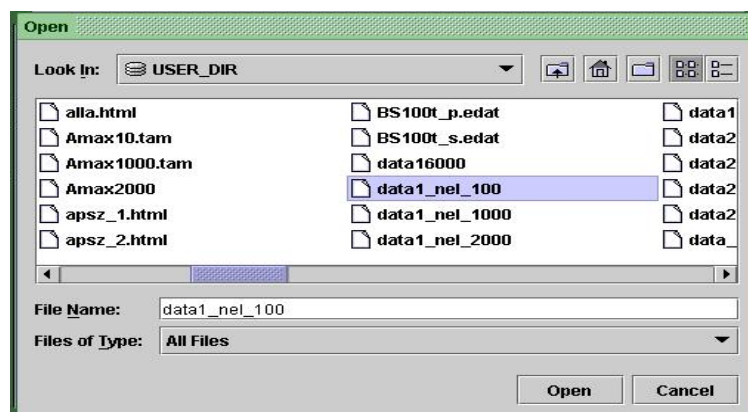 Open
Look In: USER_DIR
alla.html BS100t_p.edat data1
Amax10.tam BS100t_s.edat data2
Amax1000.tam data16000 data2
Amax2000 data1_nel_100 data2
apsz_1.html data1_nel_1000 data2
apsz_2.html data1_nel_2000 data_
File Name: data1_nel_100
Files of Type: All Files
Open Cancel